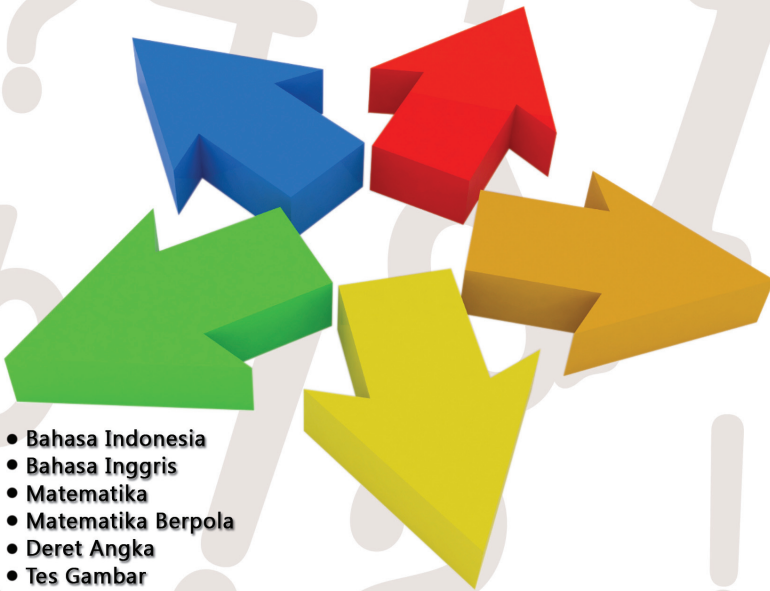 • Bahasa Indonesia
• Bahasa Inggris
• Matematika
• Matematika Berpola
• Deret Angka
• Tes Gambar